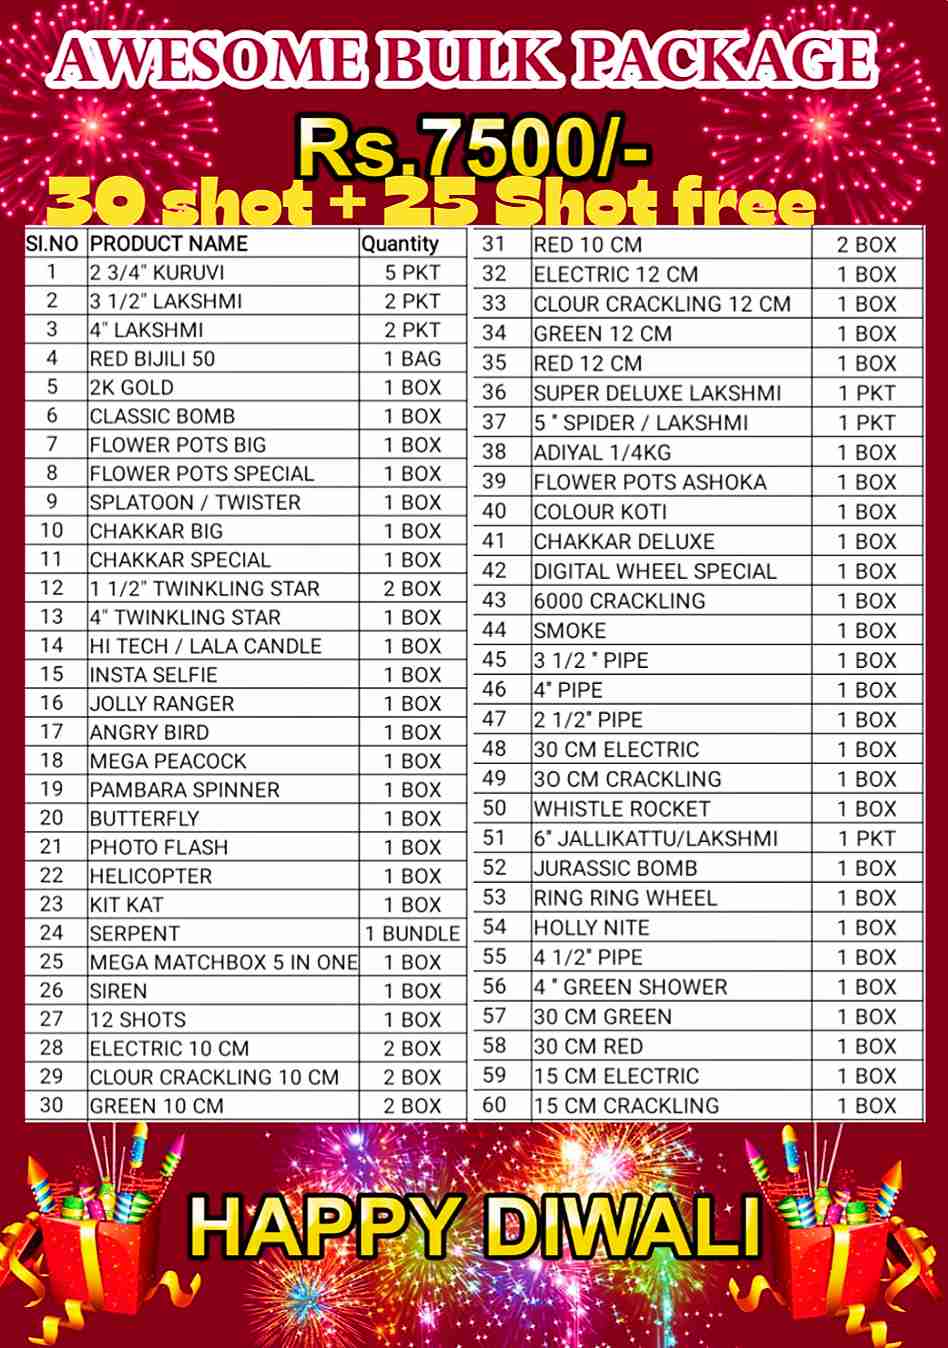 AWESOME BULK PACKAGE
Rs.7500/-
30 shot + 25 Shot free
SI.NO PRODUCT NAME Quantity
1 2 3/4" KURUVI 5 PKT
2 3 1/2" LAKSHMI 2 PKT
3 4" LAKSHMI 2 PKT
4 RED BIJILI 50 1 BAG
5 2K GOLD 1 BOX
6 CLASSIC BOMB 1 BOX
7 FLOWER POTS BIG 1 BOX
8 FLOWER POTS SPECIAL 1 BOX
9 SPLATOON / TWISTER 1 BOX
10 CHAKKAR BIG 1 BOX
11 CHAKKAR SPECIAL 1 BOX
12 1 1/2" TWINKLING STAR 2 BOX
13 4" TWINKLING STAR 1 BOX
14 HI TECH / LALA CANDLE 1 BOX
15 INSTA SELFIE 1 BOX
16 JOLLY RANGER 1 BOX
17 ANGRY BIRD 1 BOX
18 MEGA PEACOCK 1 BOX
19 PAMBARA SPINNER 1 BOX
20 BUTTERFLY 1 BOX
21 PHOTO FLASH 1 BOX
22 HELICOPTER 1 BOX
23 KIT KAT 1 BOX
24 SERPENT 1 BUNDLE
25 MEGA MATCHBOX 5 IN ONE 1 BOX
26 SIREN 1 BOX
27 12 SHOTS 1 BOX
28 ELECTRIC 10 CM 2 BOX
29 CLOUR CRACKLING 10 CM 2 BOX
30 GREEN 10 CM 2 BOX
31 RED 10 CM 2 BOX
32 ELECTRIC 12 CM 1 BOX
33 CLOUR CRACKLING 12 CM 1 BOX
34 GREEN 12 CM 1 BOX
35 RED 12 CM 1 BOX
36 SUPER DELUXE LAKSHMI 1 PKT
37 5 " SPIDER / LAKSHMI 1 PKT
38 ADIYAL 1/4KG 1 BOX
39 FLOWER POTS ASHOKA 1 BOX
40 COLOUR KOTI 1 BOX
41 CHAKKAR DELUXE 1 BOX
42 DIGITAL WHEEL SPECIAL 1 BOX
43 6000 CRACKLING 1 BOX
44 SMOKE 1 BOX
45 3 1/2 " PIPE 1 BOX
46 4" PIPE 1 BOX
47 2 1/2" PIPE 1 BOX
48 30 CM ELECTRIC 1 BOX
49 3O CM CRACKLING 1 BOX
50 WHISTLE ROCKET 1 BOX
51 6" JALLIKATTU/LAKSHMI 1 PKT
52 JURASSIC BOMB 1 BOX
53 RING RING WHEEL 1 BOX
54 HOLLY NITE 1 BOX
55 4 1/2" PIPE 1 BOX
56 4 " GREEN SHOWER 1 BOX
57 30 CM GREEN 1 BOX
58 30 CM RED 1 BOX
59 15 CM ELECTRIC 1 BOX
60 15 CM CRACKLING 1 BOX
HAPPY DIWALI